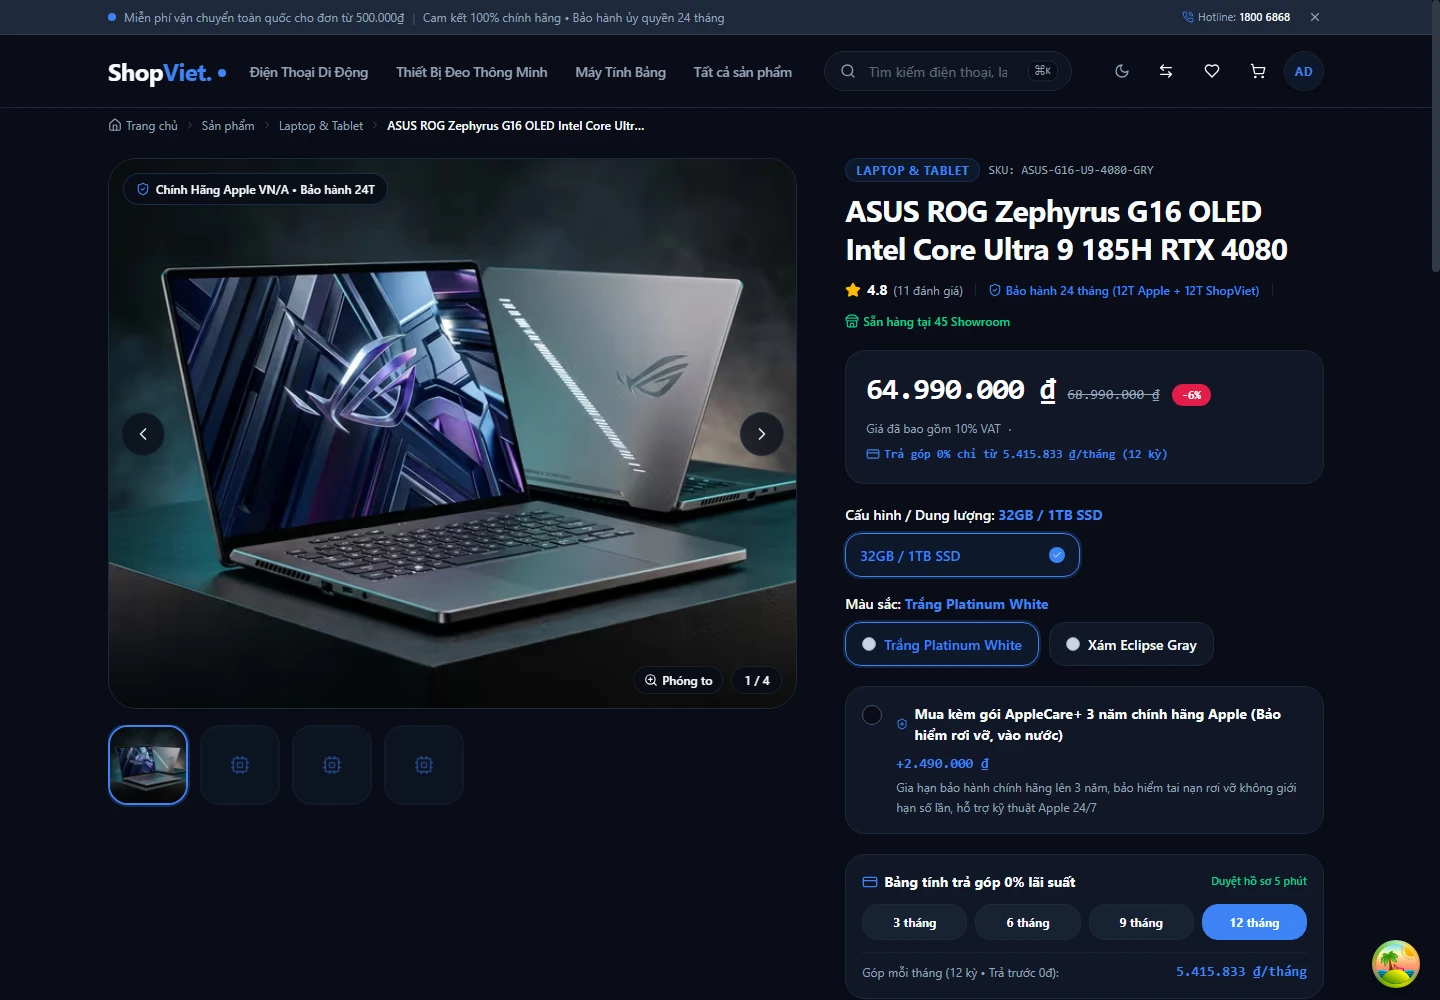 Miễn phí vận chuyển toàn quốc cho đơn từ 500.000₫ | Cam kết 100% chính hãng • Bảo hành ủy quyền 24 tháng
Hotline: 1800 6868
ShopViet.
Điện Thoại Di Động
Thiết Bị Đeo Thông Minh
Máy Tính Bảng
Tất cả sản phẩm
Tìm kiếm điện thoại, la
⌘K
AD
Trang chủ
Sản phẩm
Laptop & Tablet
ASUS ROG Zephyrus G16 OLED Intel Core Ultr...
Chính Hãng Apple VN/A • Bảo hành 24T
Phóng to
1 / 4
LAPTOP & TABLET
SKU: ASUS-G16-U9-4080-GRY
ASUS ROG Zephyrus G16 OLED
Intel Core Ultra 9 185H RTX 4080
4.8 (11 đánh giá)
Bảo hành 24 tháng (12T Apple + 12T ShopViet)
Sẵn hàng tại 45 Showroom
64.990.000 ₫
68.990.000 ₫
-6%
Giá đã bao gồm 10% VAT ·
Trả góp 0% chỉ từ 5.415.833 ₫/tháng (12 kỳ)
Cấu hình / Dung lượng: 32GB / 1TB SSD
32GB / 1TB SSD
Màu sắc: Trắng Platinum White
Trắng Platinum White
Xám Eclipse Gray
Mua kèm gói AppleCare+ 3 năm chính hãng Apple (Bảo
hiểm rơi vỡ, vào nước)
+2.490.000 ₫
Gia hạn bảo hành chính hãng lên 3 năm, bảo hiểm tai nạn rơi vỡ không giới
hạn số lần, hỗ trợ kỹ thuật Apple 24/7
Bảng tính trả góp 0% lãi suất
Duyệt hồ sơ 5 phút
3 tháng
6 tháng
9 tháng
12 tháng
Góp mỗi tháng (12 kỳ • Trả trước 0đ):
5.415.833 ₫/tháng